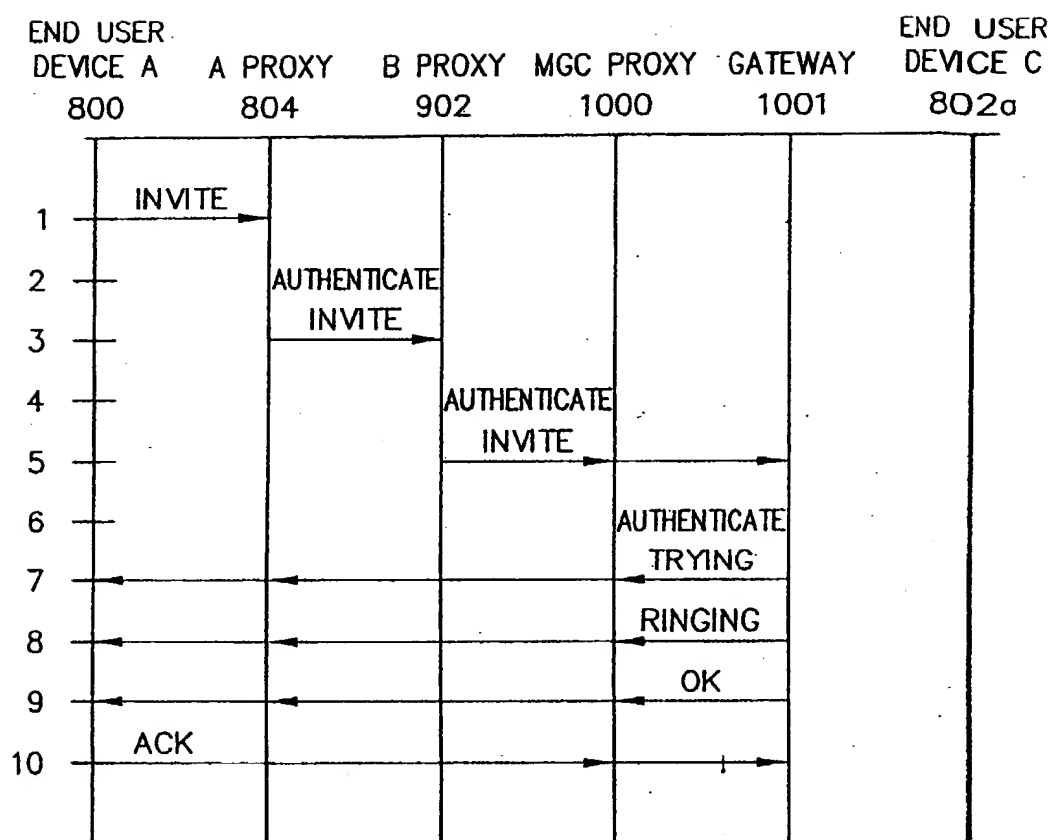 END USER DEVICE A
A PROXY
B PROXY
MGC PROXY
GATEWAY
END USER DEVICE C
800 804 902 1000 1001 802a
1 INVITE
2 AUTHENTICATE
3 INVITE
4 AUTHENTICATE
5 INVITE
6 AUTHENTICATE
7 TRYING
8 RINGING
9 OK
10 ACK